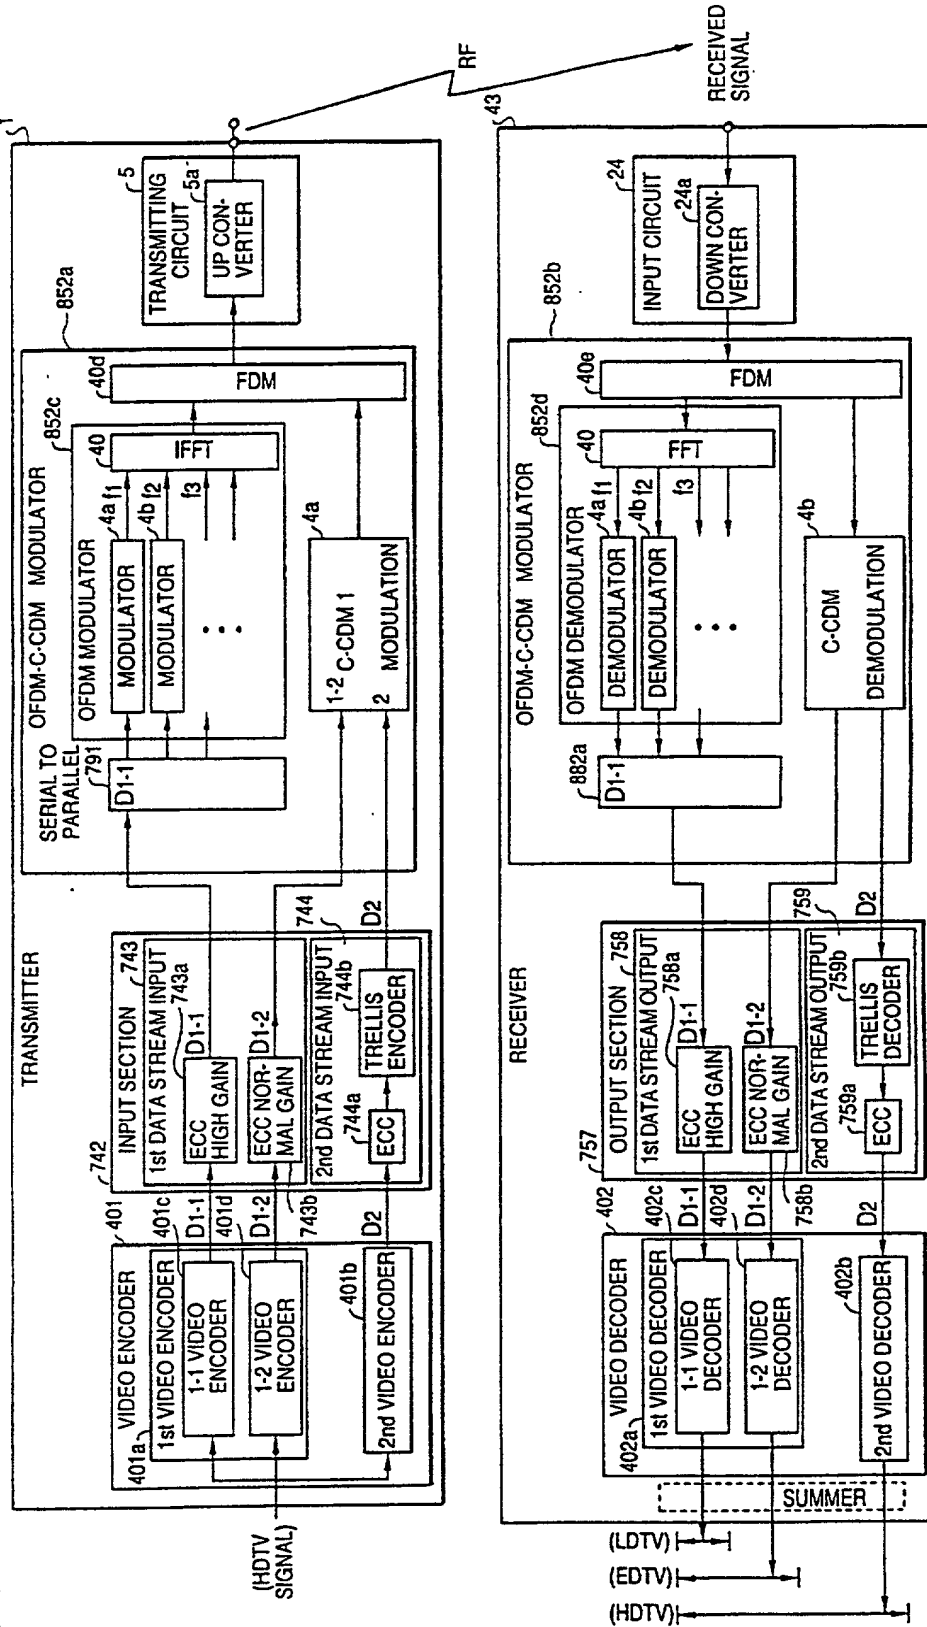 TRANSMITTER
1
(HDTV
SIGNAL)
VIDEO ENCODER
401
401a
1st VIDEO ENCODER
401c
1-1 VIDEO
ENCODER
401d
1-2 VIDEO
ENCODER
401b
2nd VIDEO ENCODER
D1-1
D1-2
D2
742
INPUT SECTION
743
1st DATA STREAM INPUT
743a
ECC
HIGH GAIN
D1-1
ECC NOR-
MAL GAIN
D1-2
743b
744
2nd DATA STREAM INPUT
744a
ECC
744b
TRELLIS
ENCODER
D2
852a
OFDM-C-CDM MODULATOR
SERIAL TO
PARALLEL
791
D1-1
852c
OFDM MODULATOR
4a
MODULATOR
f1
4b
MODULATOR
f2
f3
40
IFFT
4a
1-2
C-CDM 1
2
MODULATION
40d
FDM
5
TRANSMITTING
CIRCUIT
5a
UP CON-
VERTER
RF
RECEIVED
SIGNAL
RECEIVER
43
INPUT CIRCUIT
24
24a
DOWN CON-
VERTER
852b
OFDM-C-CDM MODULATOR
40e
FDM
852d
OFDM DEMODULATOR
40
FFT
4a
f1
DEMODULATOR
4b
f2
DEMODULATOR
f3
4b
C-CDM
DEMODULATION
882a
D1-1
757
OUTPUT SECTION
758
1st DATA STREAM OUTPUT
758a
D1-1
ECC
HIGH GAIN
D1-2
ECC NOR-
MAL GAIN
758b
759
2nd DATA STREAM OUTPUT
D2
759b
TRELLIS
DECODER
759a
ECC
D1-1
D1-2
D2
402
VIDEO DECODER
402a
1st VIDEO DECODER
402c
1-1 VIDEO
DECODER
402d
1-2 VIDEO
DECODER
402b
2nd VIDEO DECODER
SUMMER
(LDTV)
(EDTV)
(HDTV)